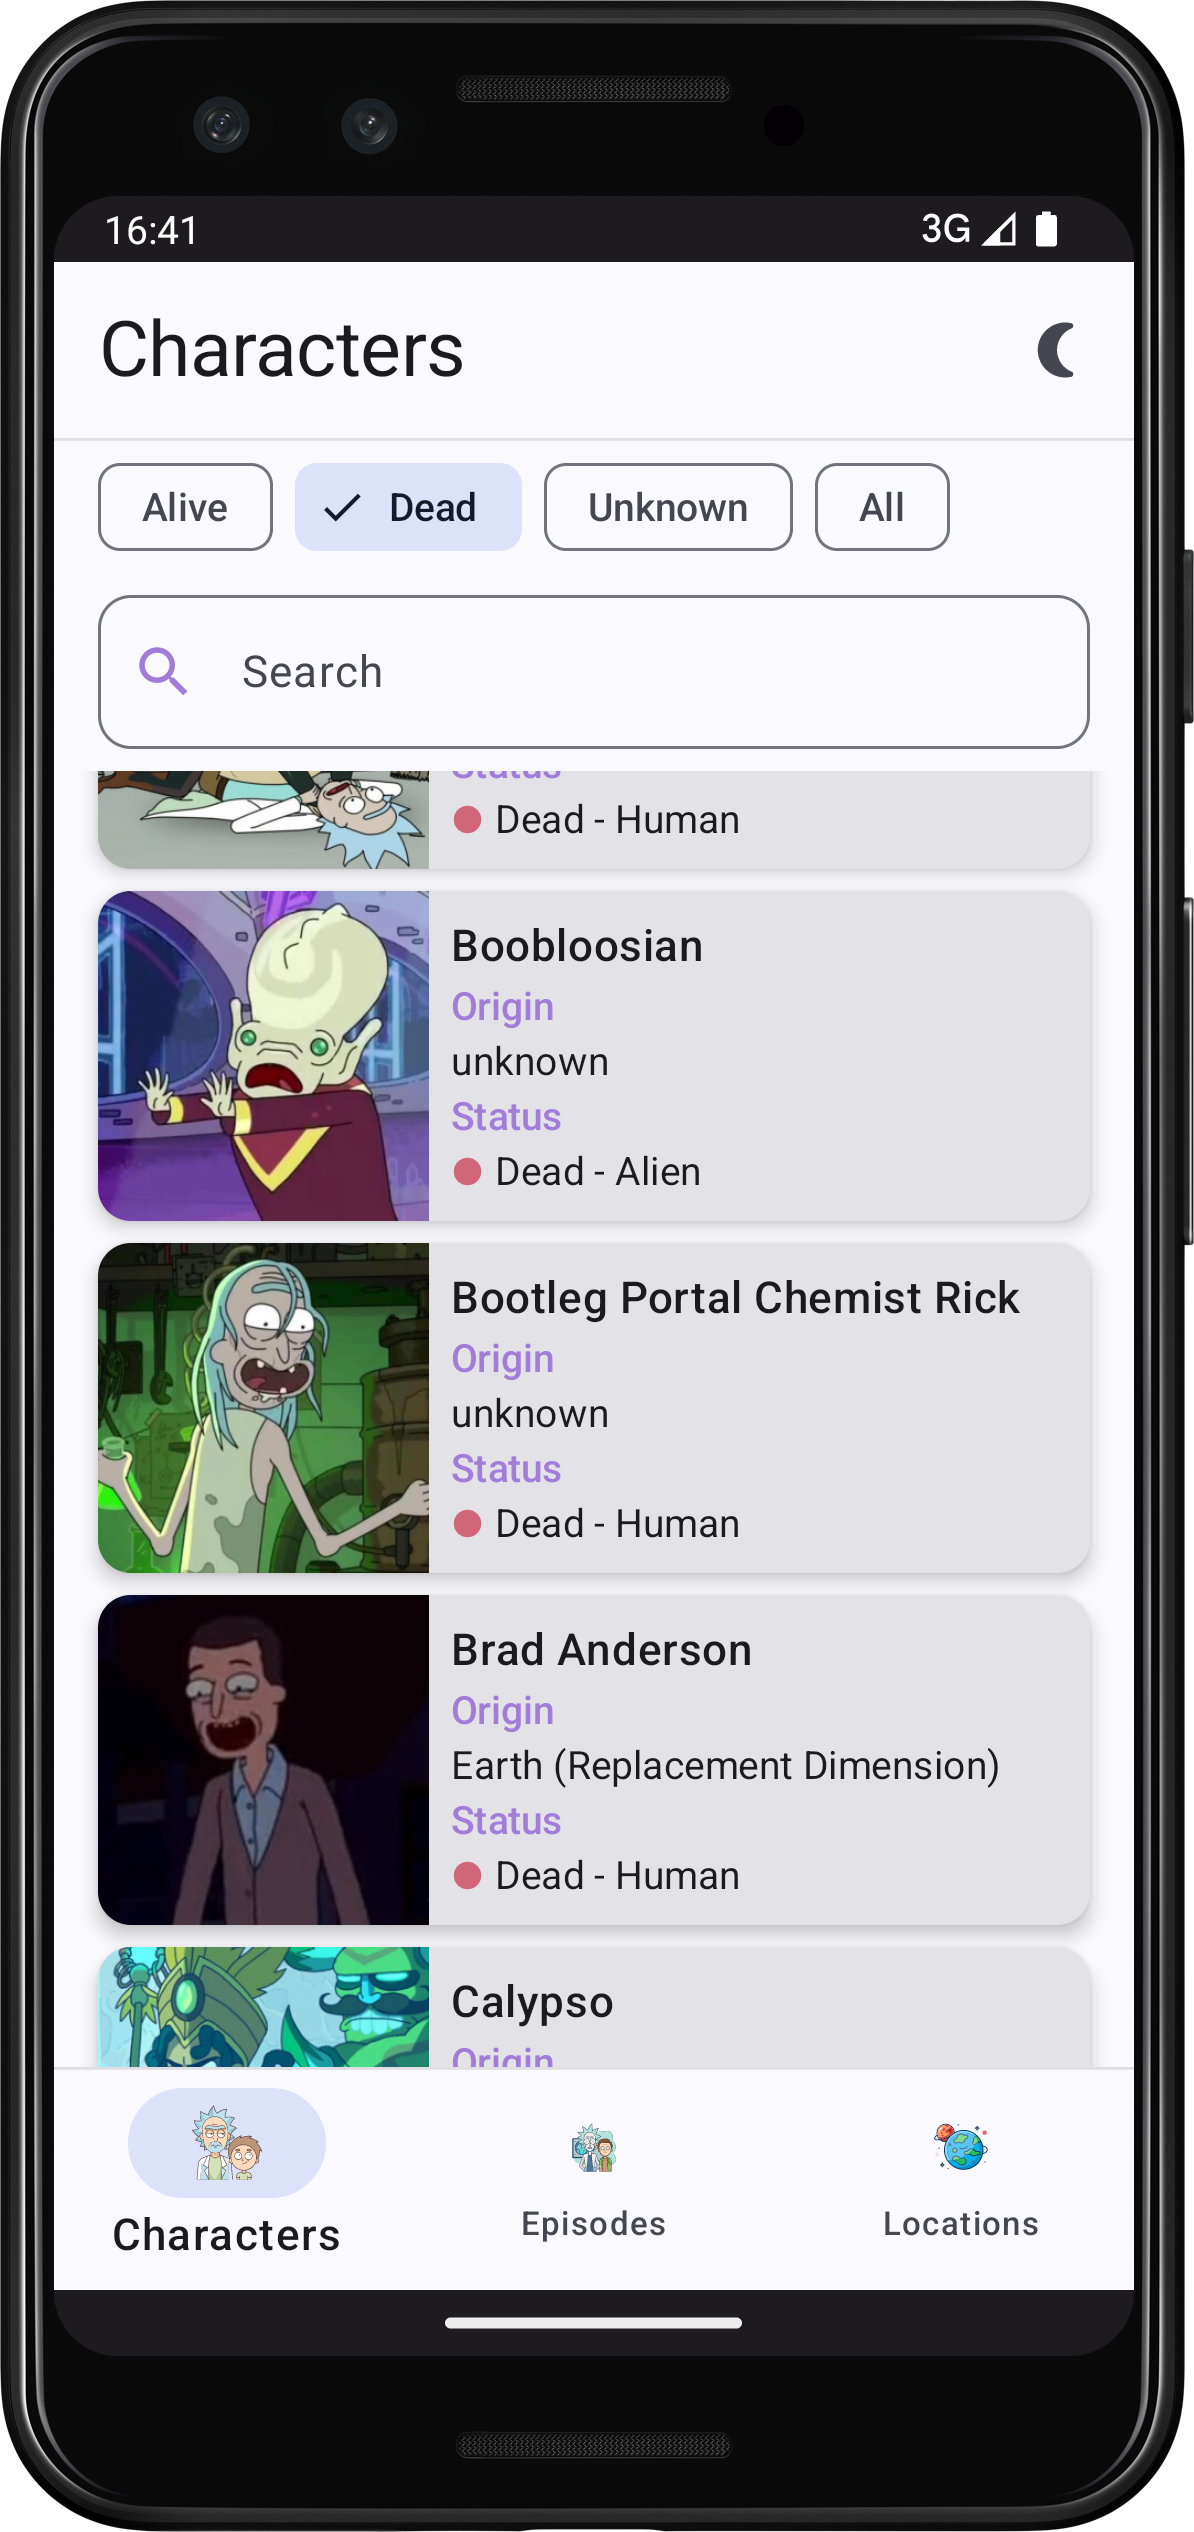 16:41 3G
Characters
Alive Dead Unknown All
Search
Status
Dead - Human
Boobloosian
Origin
unknown
Status
Dead - Alien
Bootleg Portal Chemist Rick
Origin
unknown
Status
Dead - Human
Brad Anderson
Origin
Earth (Replacement Dimension)
Status
Dead - Human
Calypso
Origin
Characters Episodes Locations